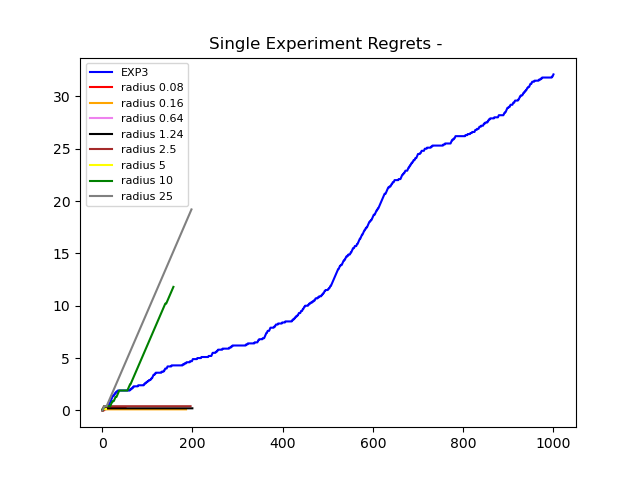 Single Experiment Regrets -
EXP3
radius 0.08
radius 0.16
radius 0.64
radius 1.24
radius 2.5
radius 5
radius 10
radius 25
30
25
20
15
10
5
0
0 200 400 600 800 1000